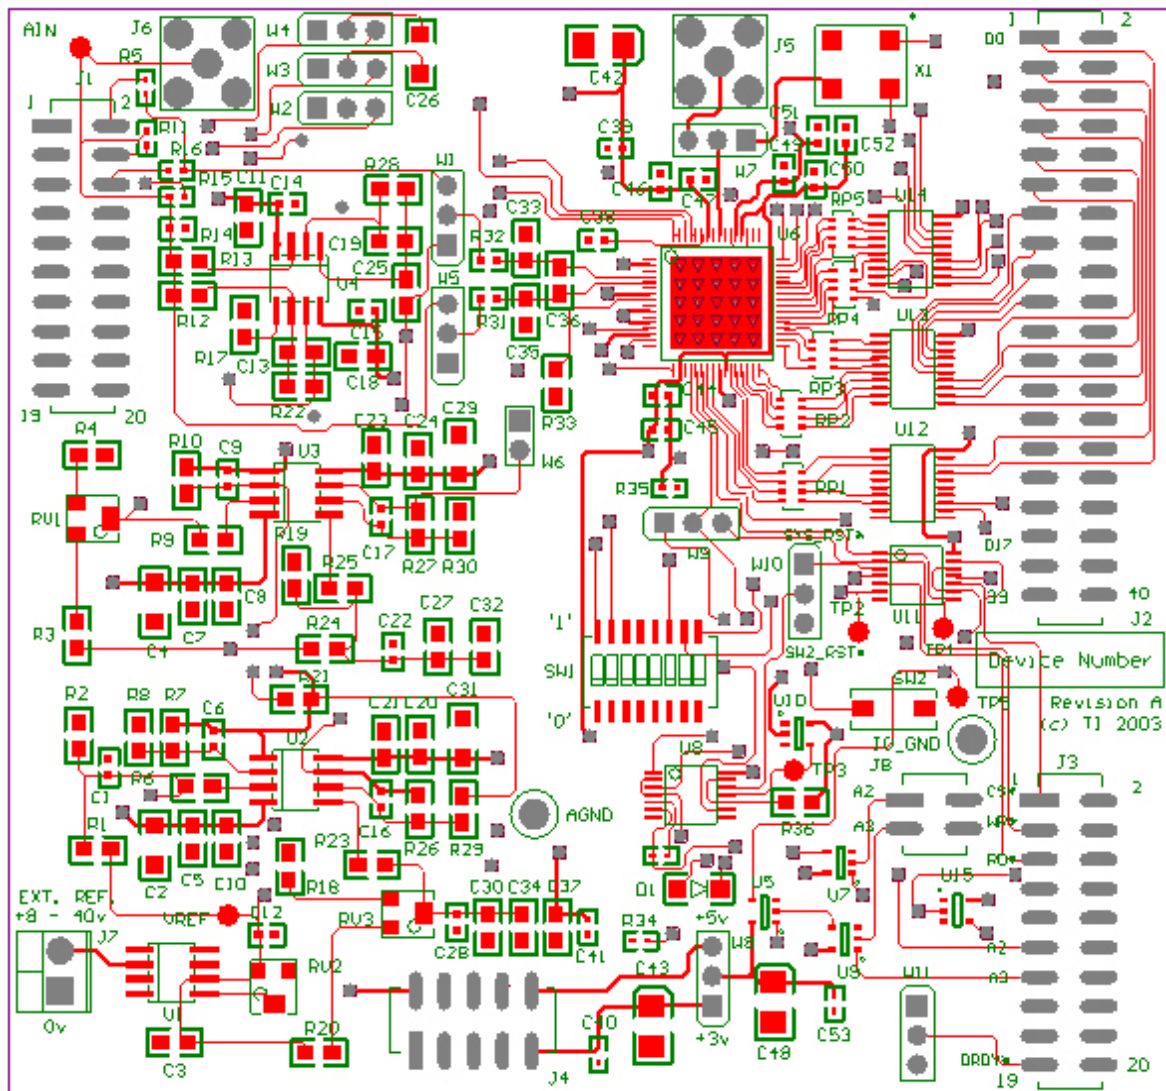 AIN
J6
W4
1
2
R5
J5
D0
C42
X1
J1
W3
1
2
W2
C26
C51
R11
R16
C39
C49
C52
R15
C11
C14
R28
W1
C46
C47
W7
C50
RP5
U14
R14
C19
C33
R32
C38
U6
R13
C25
W5
U4
R12
R31
C36
RP4
U13
R17
C13
C18
C35
C44
RP3
R22
R33
RP2
19
20
C23
C24
C29
C45
U12
R4
R10
C9
U3
W6
R35
RP1
RV1
R9
R19
C17
R27
R30
W9
SYS_RST*
D17
W10
R25
C8
39
40
R3
C4
C7
R24
C22
C27
C32
'1'
TP2
U11
TP1
J2
SW1
SW2_RST*
Device Number
R21
R2
R8
R7
C6
C21
C20
C31
'0'
U10
SW2
TP5
Revision A
(c) TI 2003
U2
U8
IO_GND
TP3
J8
J3
C1
R6
A2
1
CS*
2
R1
C16
AGND
R36
A3
WR*
R23
R26
R29
RD*
C2
C5
C10
R18
D1
U5
U7
U15
EXT. REF.
+8 - 40v
VREF
C12
RV3
C30
C34
C37
+5v
R34
W8
J7
C28
C41
C43
U9
A2
RV2
A3
W11
0v
U1
R20
C40
C53
C3
J4
+3v
C48
DRDY*
19
20